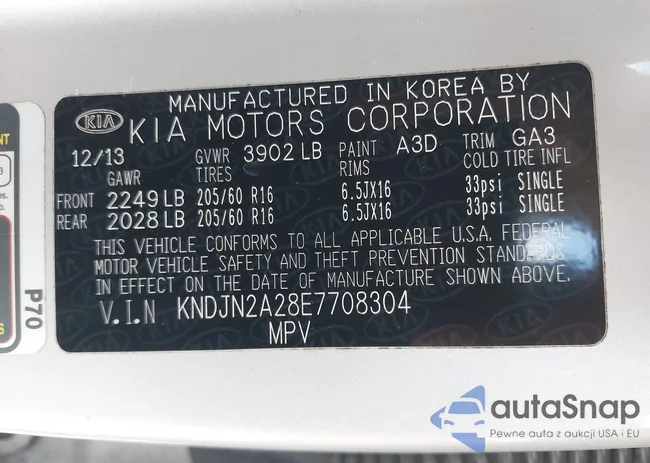 MANUFACTURED IN KOREA BY
KIA KIA MOTORS CORPORATION
12/13 GVWR 3902 LB PAINT A3D TRIM GA3
GAWR TIRES RIMS COLD TIRE INFL
FRONT 2249 LB 205/60 R16 6.5JX16 33psi SINGLE
REAR 2028 LB 205/60 R16 6.5JX16 33psi SINGLE
THIS VEHICLE CONFORMS TO ALL APPLICABLE U.S.A. FEDERAL
MOTOR VEHICLE SAFETY AND THEFT PREVENTION STANDARDS
IN EFFECT ON THE DATE OF MANUFACTURE SHOWN ABOVE.
V.I.N KNDJN2A28E7708304
MPV
P70
autaSnap
Pewne auta z aukcji USA i EU